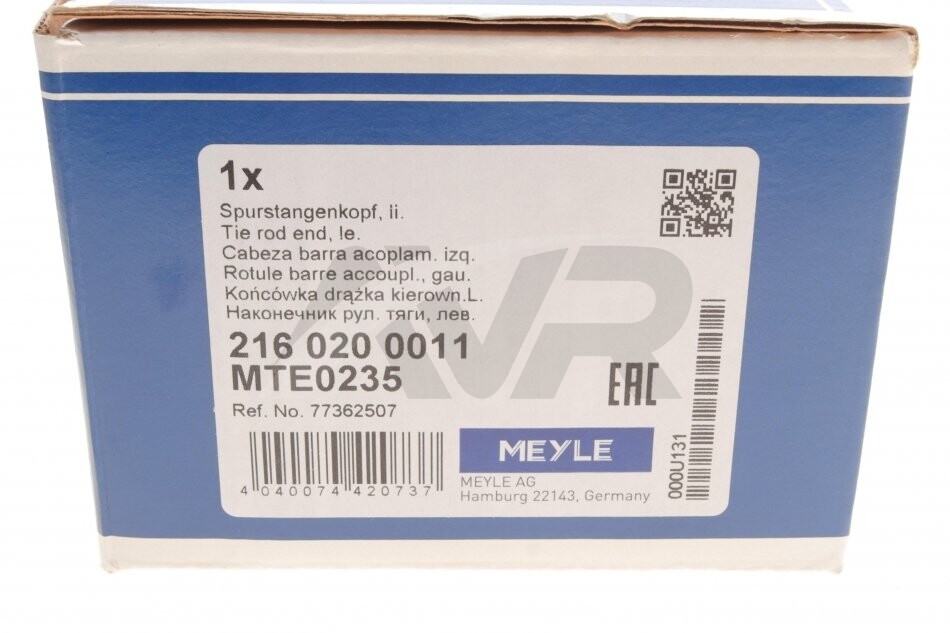 1x
Spurstangenkopf, li.
Tie rod end, le.
Cabeza barra acoplam. izq.
Rotule barre accoupl., gau.
Końcówka drążka kierown.L.
Наконечник рул. тяги, лев.
216 020 0011
MTE0235
Ref. No. 77362507
4 040074 420737
EAC
MEYLE
MEYLE AG
Hamburg 22143, Germany
000U131
VR